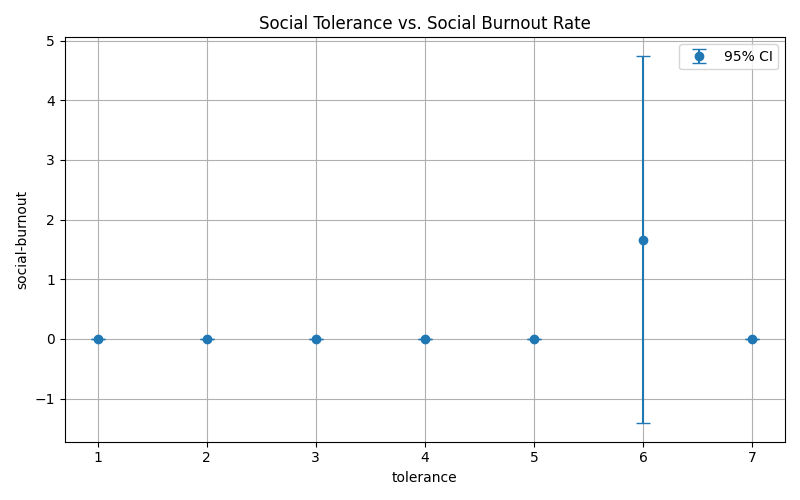 Social Tolerance vs. Social Burnout Rate
95% CI
social-burnout
5
4
3
2
1
0
−1
1 2 3 4 5 6 7
tolerance